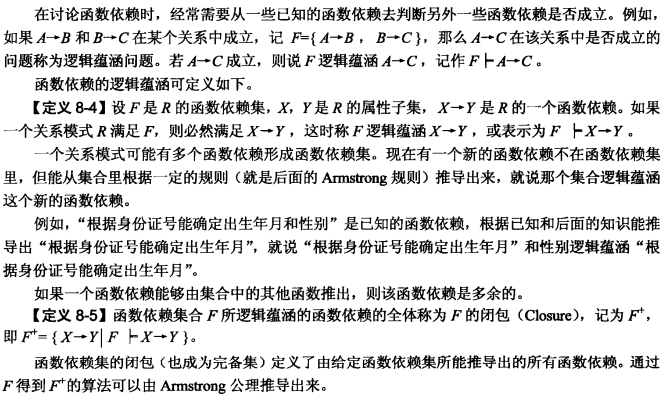 在讨论函数依赖时，经常需要从一些已知的函数依赖去判断另外一些函数依赖是否成立。例如，
如果 A→B 和 B→C 在某个关系中成立，记 F={ A→B ， B→C }，那么 A→C 在该关系中是否成立的
问题称为逻辑蕴涵问题。若 A→C 成立，则说 F 逻辑蕴涵 A→C ，记作 F ⊢ A→C 。
函数依赖的逻辑蕴涵可定义如下。
【定义 8-4】设 F 是 R 的函数依赖集，X，Y 是 R 的属性子集， X→Y 是 R 的一个函数依赖。如果
一个关系模式 R 满足 F，则必然满足 X→Y ，这时称 F 逻辑蕴涵 X→Y ，或表示为 F ⊢ X→Y 。
一个关系模式可能有多个函数依赖形成函数依赖集。现在有一个新的函数依赖不在函数依赖集
里，但能从集合里根据一定的规则（就是后面的 Armstrong 规则）推导出来，就说那个集合逻辑蕴涵
这个新的函数依赖。
例如，“根据身份证号能确定出生年月和性别”是已知的函数依赖，根据已知和后面的知识能推
导出“根据身份证号能确定出生年月”，就说“根据身份证号能确定出生年月”和性别逻辑蕴涵“根
据身份证号能确定出生年月”。
如果一个函数依赖能够由集合中的其他函数推出，则该函数依赖是多余的。
【定义 8-5】函数依赖集合 F 所逻辑蕴涵的函数依赖的全体称为 F 的闭包（Closure），记为 F⁺，
即 F⁺= { X→Y│ F ⊢ X→Y }。
函数依赖集的闭包（也成为完备集）定义了由给定函数依赖集所能推导出的所有函数依赖。通过
F 得到 F⁺的算法可以由 Armstrong 公理推导出来。